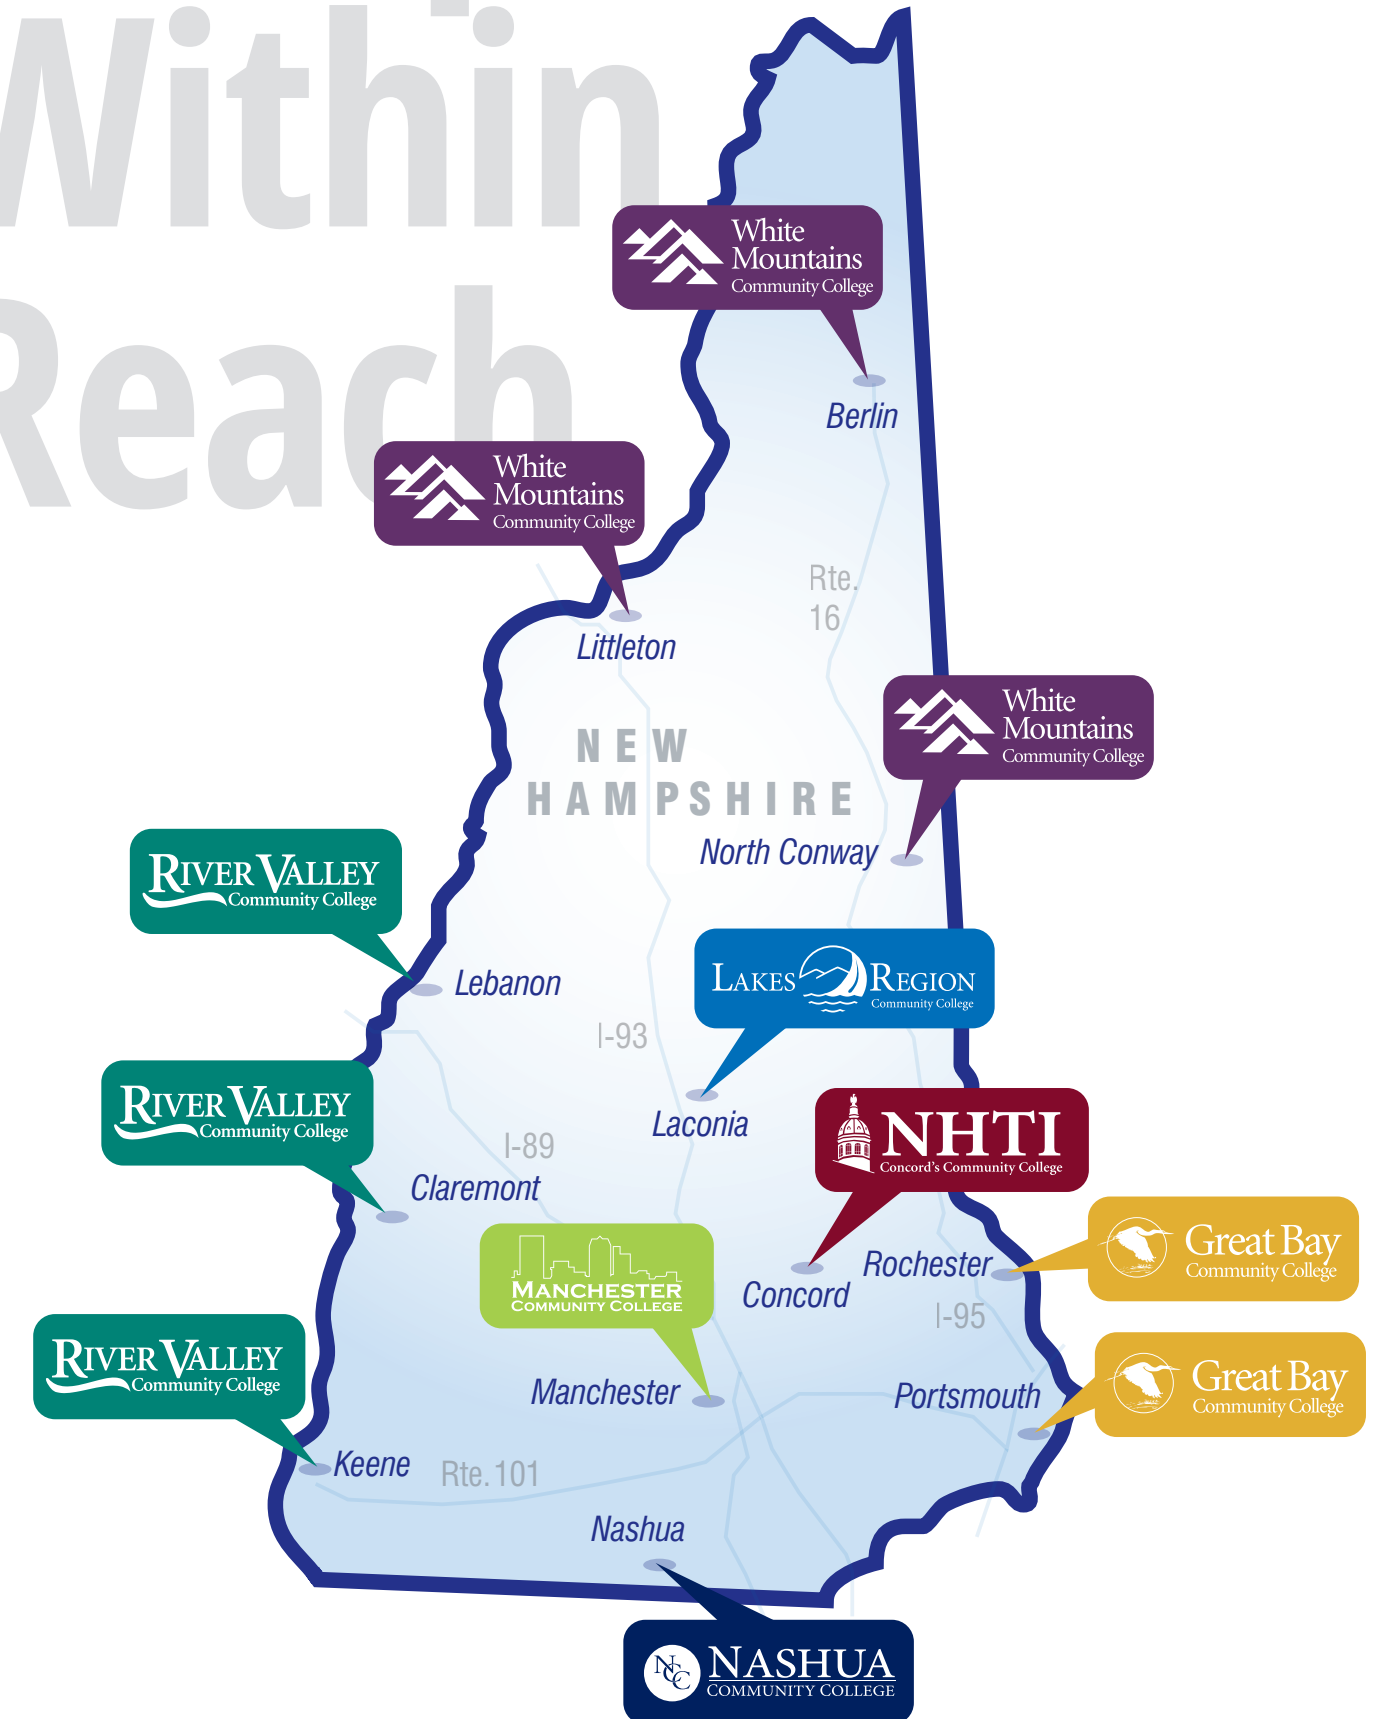 Within
Reach
White
Mountains
Community College
Berlin
White
Mountains
Community College
Littleton
Rte.
16
White
Mountains
Community College
NEW
HAMPSHIRE
North Conway
RIVER VALLEY
Community College
Lebanon
LAKES REGION
Community College
I-93
Laconia
RIVER VALLEY
Community College
I-89
Claremont
NHTI
Concord's Community College
MANCHESTER
COMMUNITY COLLEGE
Concord
Rochester
Great Bay
Community College
I-95
RIVER VALLEY
Community College
Manchester
Portsmouth
Great Bay
Community College
Keene
Rte. 101
Nashua
NCC
NASHUA
COMMUNITY COLLEGE